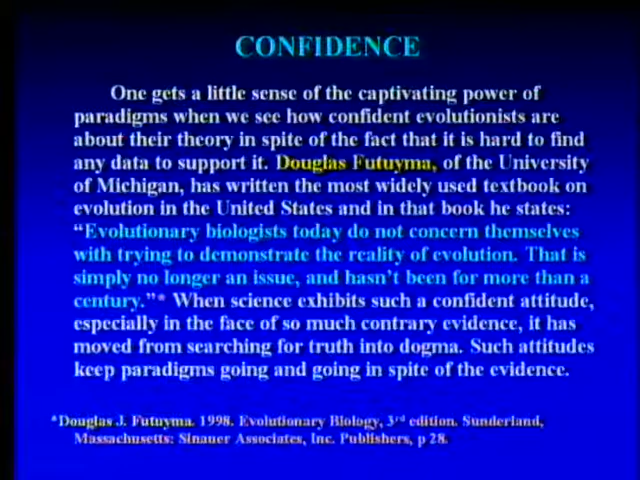 CONFIDENCE
One gets a little sense of the captivating power of
paradigms when we see how confident evolutionists are
about their theory in spite of the fact that it is hard to find
any data to support it. Douglas Futuyma, of the University
of Michigan, has written the most widely used textbook on
evolution in the United States and in that book he states:
“Evolutionary biologists today do not concern themselves
with trying to demonstrate the reality of evolution. That is
simply no longer an issue, and hasn’t been for more than a
century.”* When science exhibits such a confident attitude,
especially in the face of so much contrary evidence, it has
moved from searching for truth into dogma. Such attitudes
keep paradigms going and going in spite of the evidence.
*Douglas J. Futuyma. 1998. Evolutionary Biology, 3rd edition. Sunderland,
Massachusetts: Sinauer Associates, Inc. Publishers, p 28.